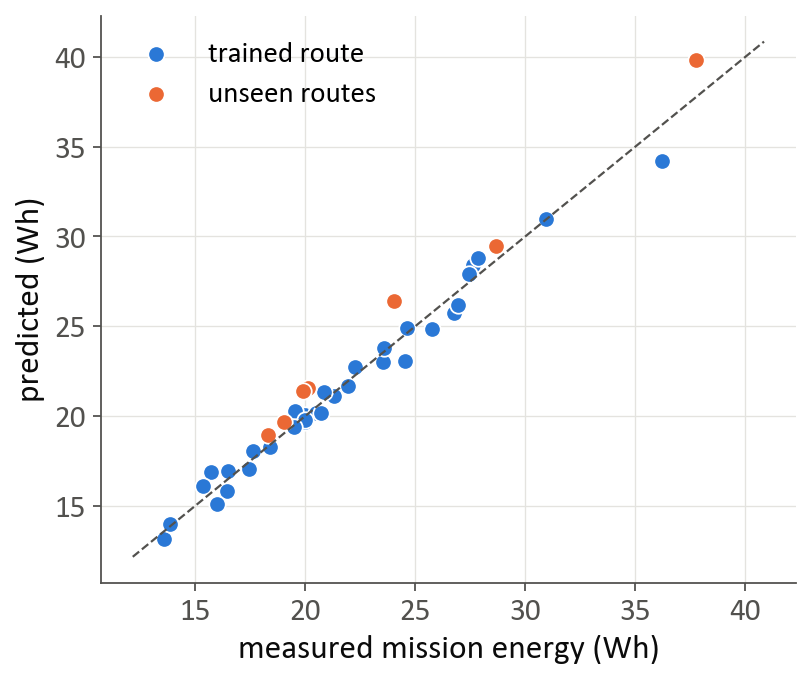 trained route
unseen routes
40
35
30
25
20
15
predicted (Wh)
15 20 25 30 35 40
measured mission energy (Wh)